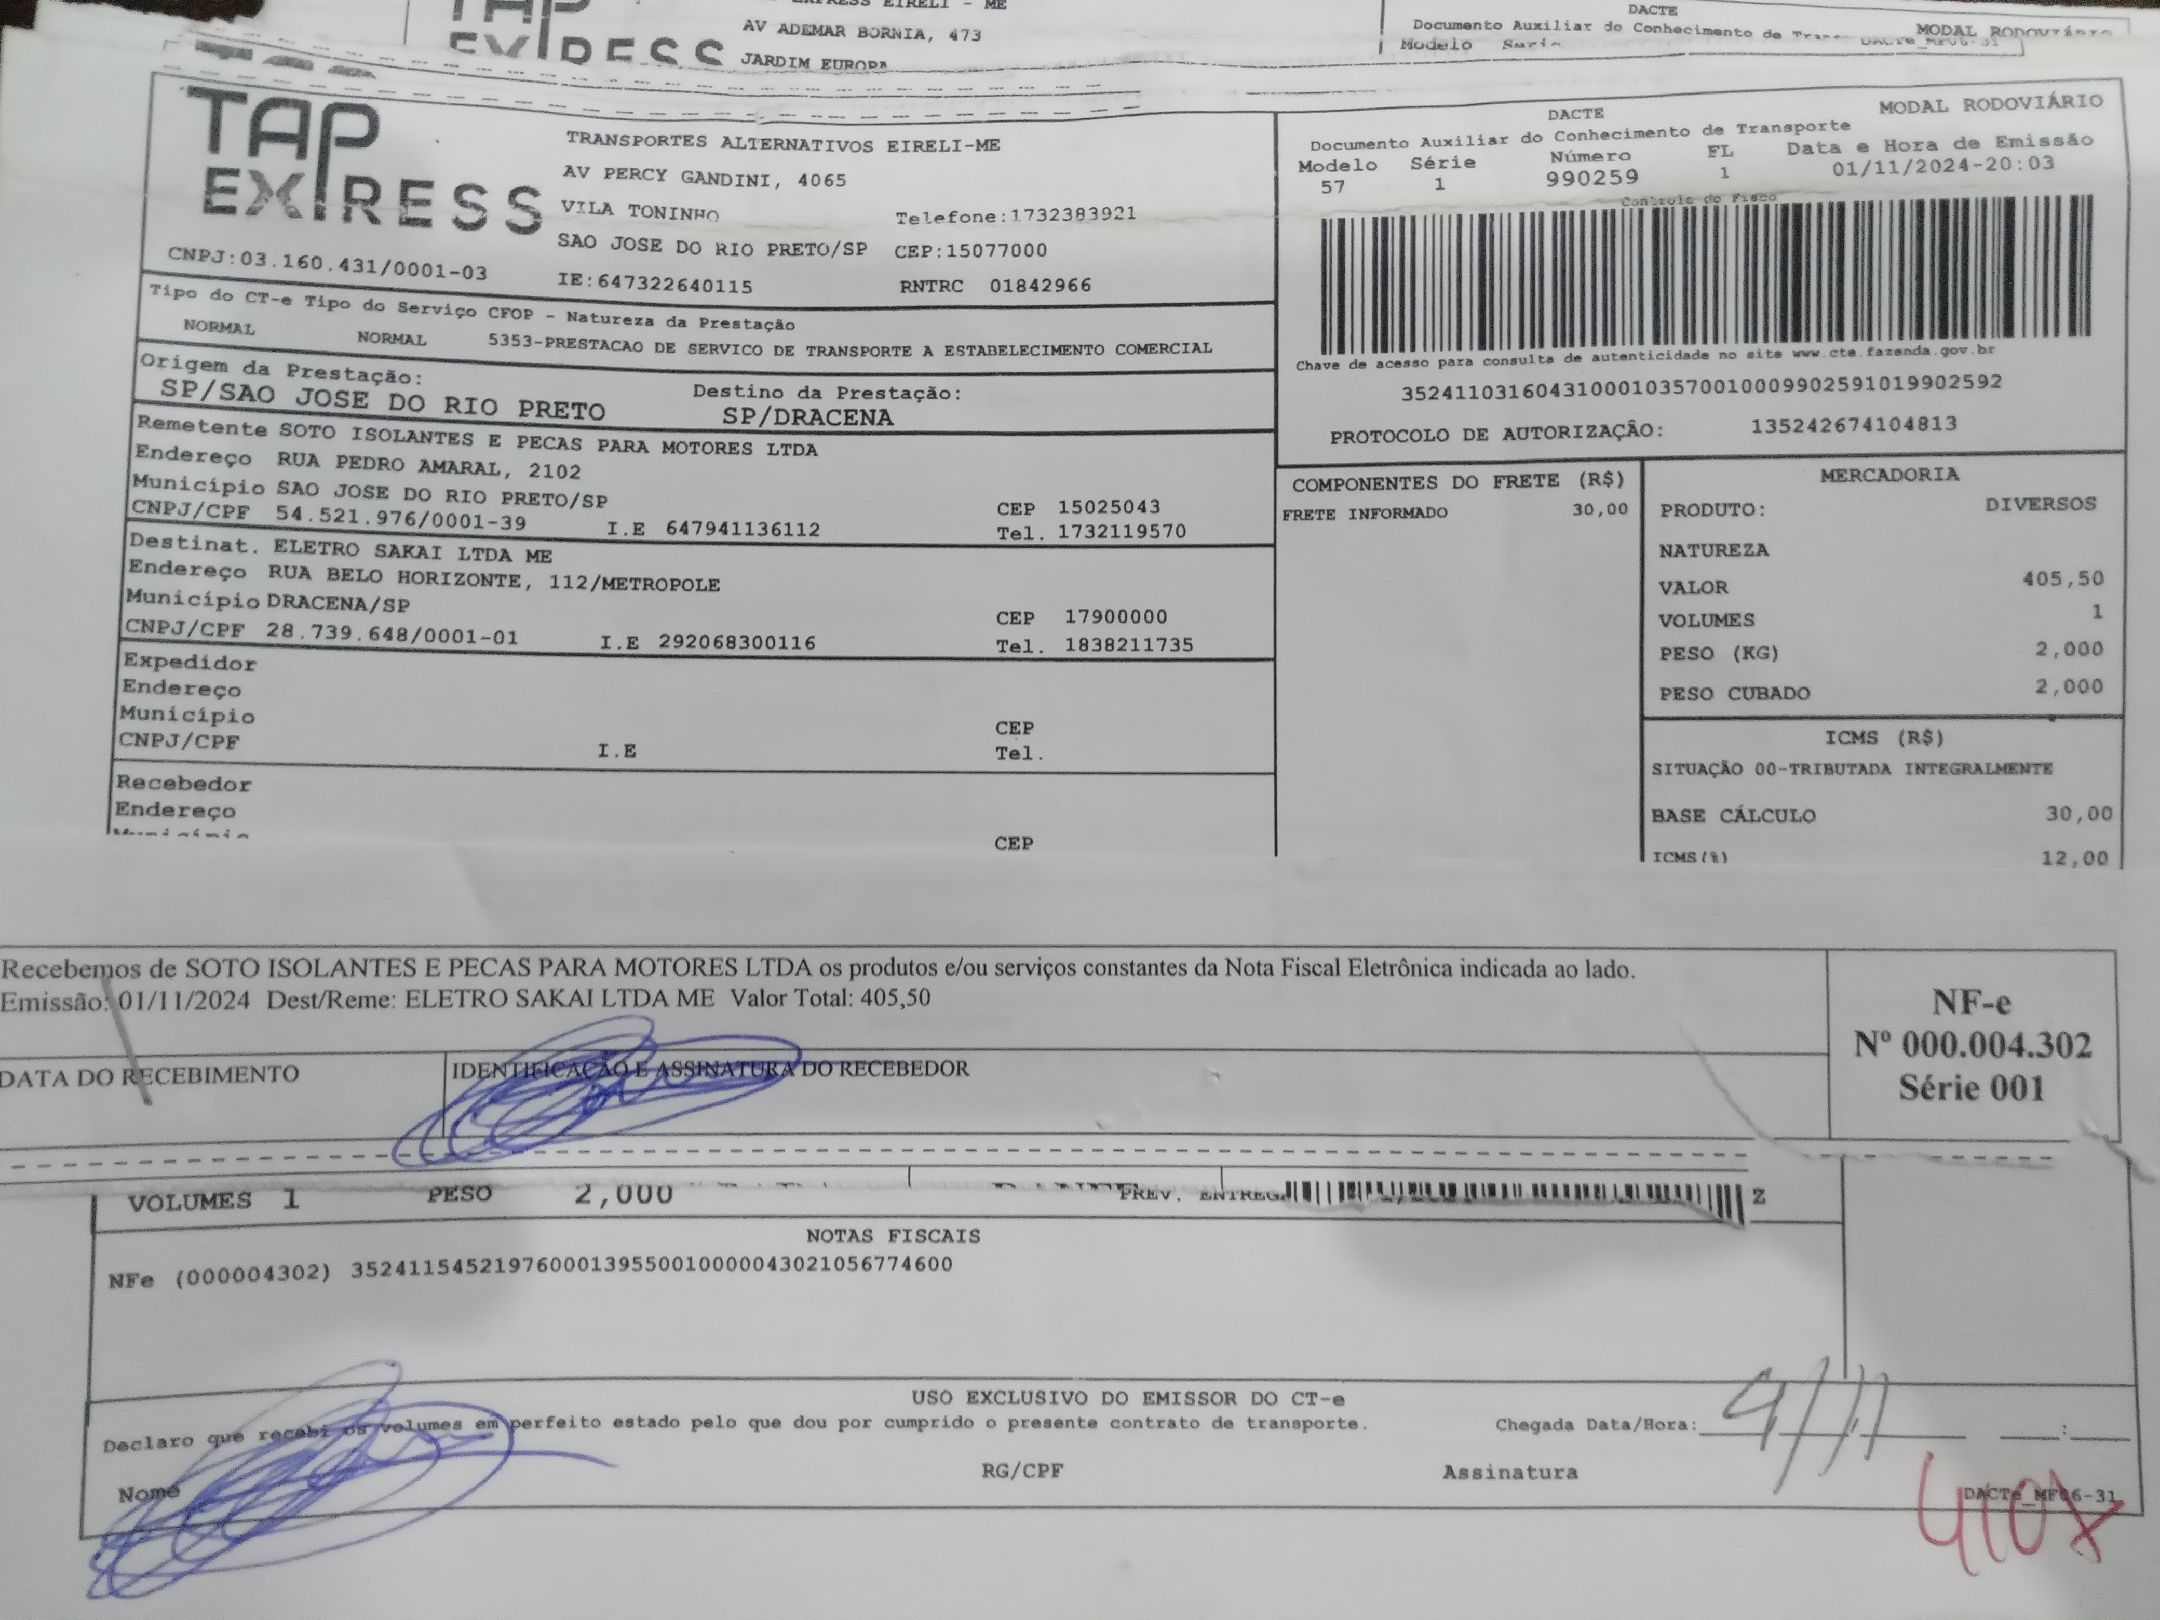 EXPRESS EIRELI - ME
AV ADEMAR BORNIA, 473
JARDIM EUROPA
DACTE
Documento Auxiliar do Conhecimento de
MODAL RODOVIÁRIO
Modelo
TAP
EXPRESS
CNPJ:03.160.431/0001-03
TRANSPORTES ALTERNATIVOS EIRELI-ME
AV PERCY GANDINI, 4065
VILA TONINHO Telefone:1732383921
SAO JOSE DO RIO PRETO/SP CEP:15077000
IE:647322640115 RNTRC 01842966
DACTE MODAL RODOVIÁRIO
Documento Auxiliar do Conhecimento de Transporte
Modelo Série Número FL Data e Hora de Emissão
57 1 990259 1 01/11/2024-20:03
Controle do Fisco
Chave de acesso para consulta de autenticidade no site www.cte.fazenda.gov.br
35241103160431000103570010009902591019902592
PROTOCOLO DE AUTORIZAÇÃO: 135242674104813
Tipo do CT-e Tipo do Serviço CFOP - Natureza da Prestação
NORMAL NORMAL 5353-PRESTACAO DE SERVICO DE TRANSPORTE A ESTABELECIMENTO COMERCIAL
Origem da Prestação: Destino da Prestação:
SP/SAO JOSE DO RIO PRETO SP/DRACENA
Remetente SOTO ISOLANTES E PECAS PARA MOTORES LTDA
Endereço RUA PEDRO AMARAL, 2102
Município SAO JOSE DO RIO PRETO/SP CEP 15025043
CNPJ/CPF 54.521.976/0001-39 I.E 647941136112 Tel. 1732119570
Destinat. ELETRO SAKAI LTDA ME
Endereço RUA BELO HORIZONTE, 112/METROPOLE
Município DRACENA/SP CEP 17900000
CNPJ/CPF 28.739.648/0001-01 I.E 292068300116 Tel. 1838211735
Expedidor
Endereço
Município CEP
CNPJ/CPF I.E Tel.
Recebedor
Endereço
Município CEP
COMPONENTES DO FRETE (R$)
FRETE INFORMADO 30,00
MERCADORIA
PRODUTO: DIVERSOS
NATUREZA
VALOR 405,50
VOLUMES 1
PESO (KG) 2,000
PESO CUBADO 2,000
ICMS (R$)
SITUAÇÃO 00-TRIBUTADA INTEGRALMENTE
BASE CÁLCULO 30,00
ICMS(%) 12,00
Recebemos de SOTO ISOLANTES E PECAS PARA MOTORES LTDA os produtos e/ou serviços constantes da Nota Fiscal Eletrônica indicada ao lado.
Emissão: 01/11/2024 Dest/Reme: ELETRO SAKAI LTDA ME Valor Total: 405,50
DATA DO RECEBIMENTO IDENTIFICAÇÃO E ASSINATURA DO RECEBEDOR
NF-e
Nº 000.004.302
Série 001
VOLUMES 1 PESO 2,000 PREV. ENTREGA
NOTAS FISCAIS
NFe (000004302) 35241154521976000139550010000043021056774600
USO EXCLUSIVO DO EMISSOR DO CT-e
Declaro que recebi os volumes em perfeito estado pelo que dou por cumprido o presente contrato de transporte. Chegada Data/Hora: 4/11
Nome RG/CPF Assinatura
DACTe_MF06-31